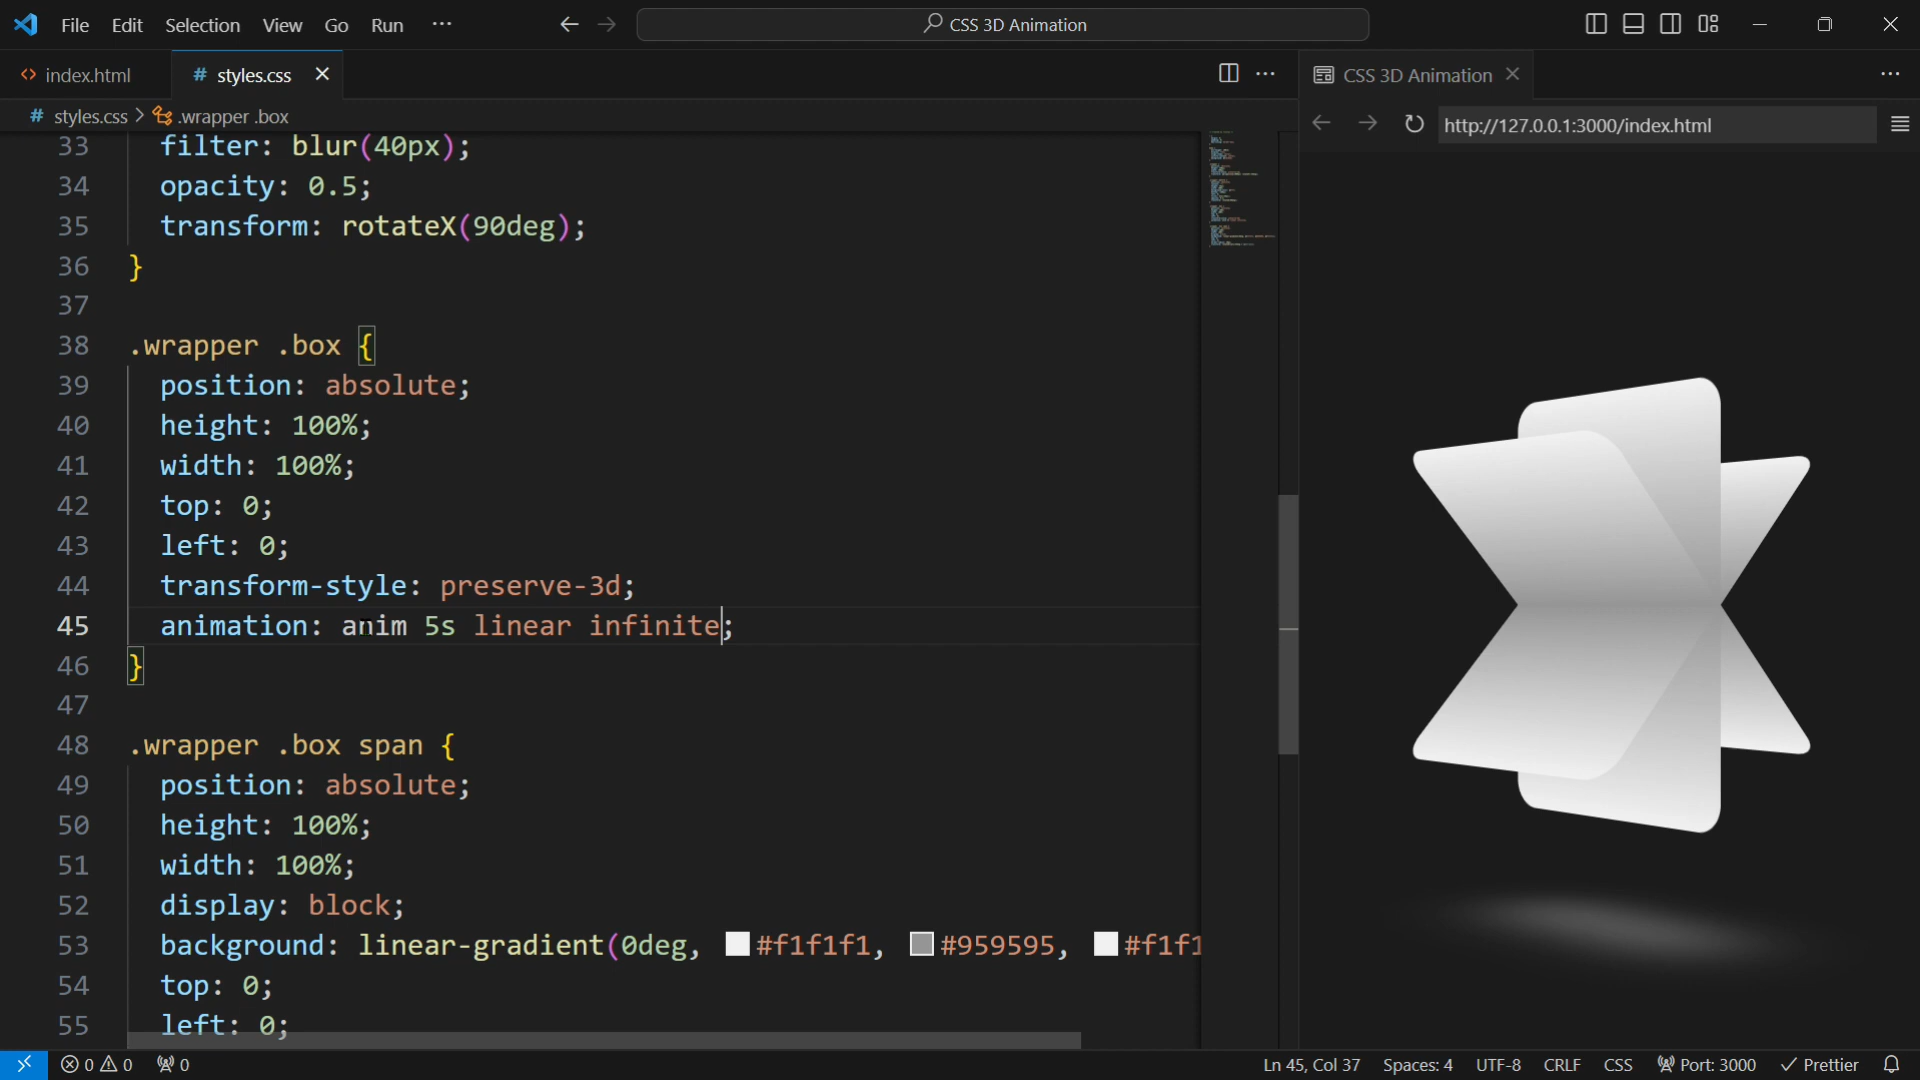 File Edit Selection View Go Run ···
CSS 3D Animation
index.html
# styles.css
CSS 3D Animation
# styles.css > .wrapper .box
http://127.0.0.1:3000/index.html
33 filter: blur(40px);
34 opacity: 0.5;
35 transform: rotateX(90deg);
36 }
37
38 .wrapper .box {
39 position: absolute;
40 height: 100%;
41 width: 100%;
42 top: 0;
43 left: 0;
44 transform-style: preserve-3d;
45 animation: anim 5s linear infinite;
46 }
47
48 .wrapper .box span {
49 position: absolute;
50 height: 100%;
51 width: 100%;
52 display: block;
53 background: linear-gradient(0deg, #f1f1f1, #959595, #f1f1
54 top: 0;
55 left: 0;
0 0 0
Ln 45, Col 37 Spaces: 4 UTF-8 CRLF CSS Port: 3000 Prettier